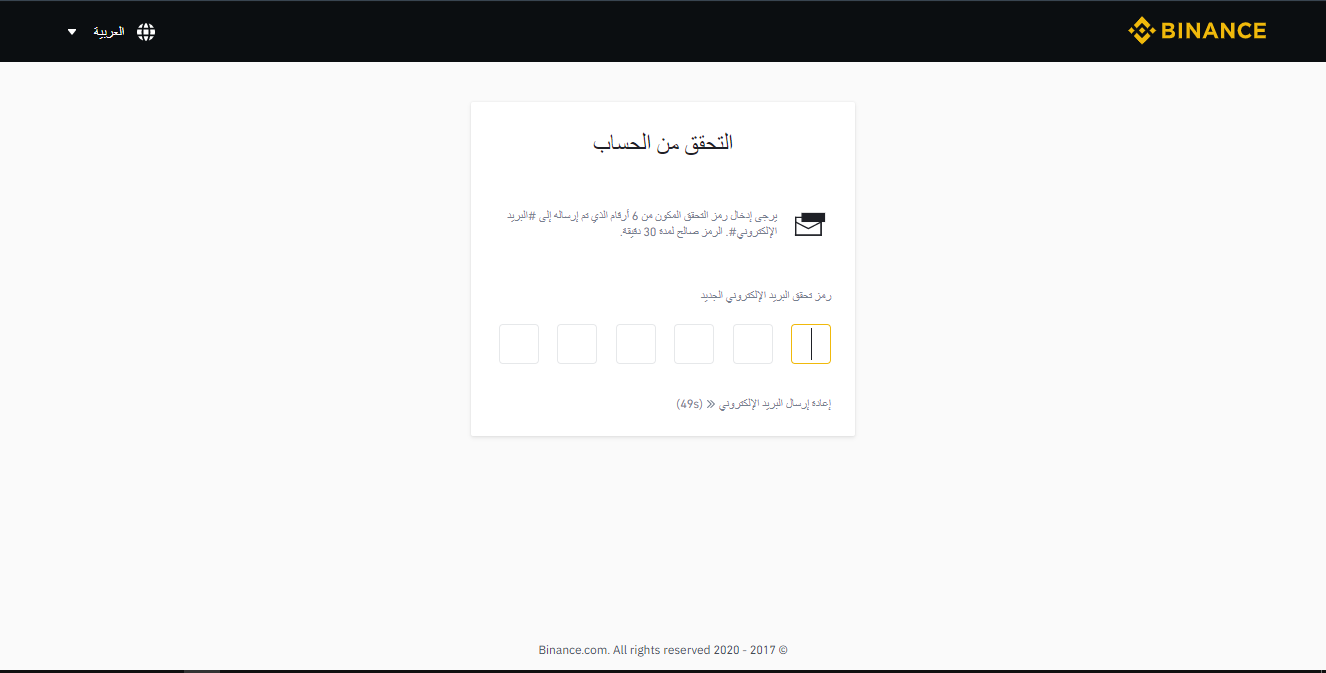 BINANCE
العربية
التحقق من الحساب
يرجى إدخال رمز التحقق المكون من 6 أرقام الذي تم إرساله إلى #البريد
الإلكتروني#. الرمز صالح لمدة 30 دقيقة.
رمز تحقق البريد الإلكتروني الجديد
إعادة إرسال البريد الإلكتروني » (49s)
Binance.com. All rights reserved 2020 - 2017 ©